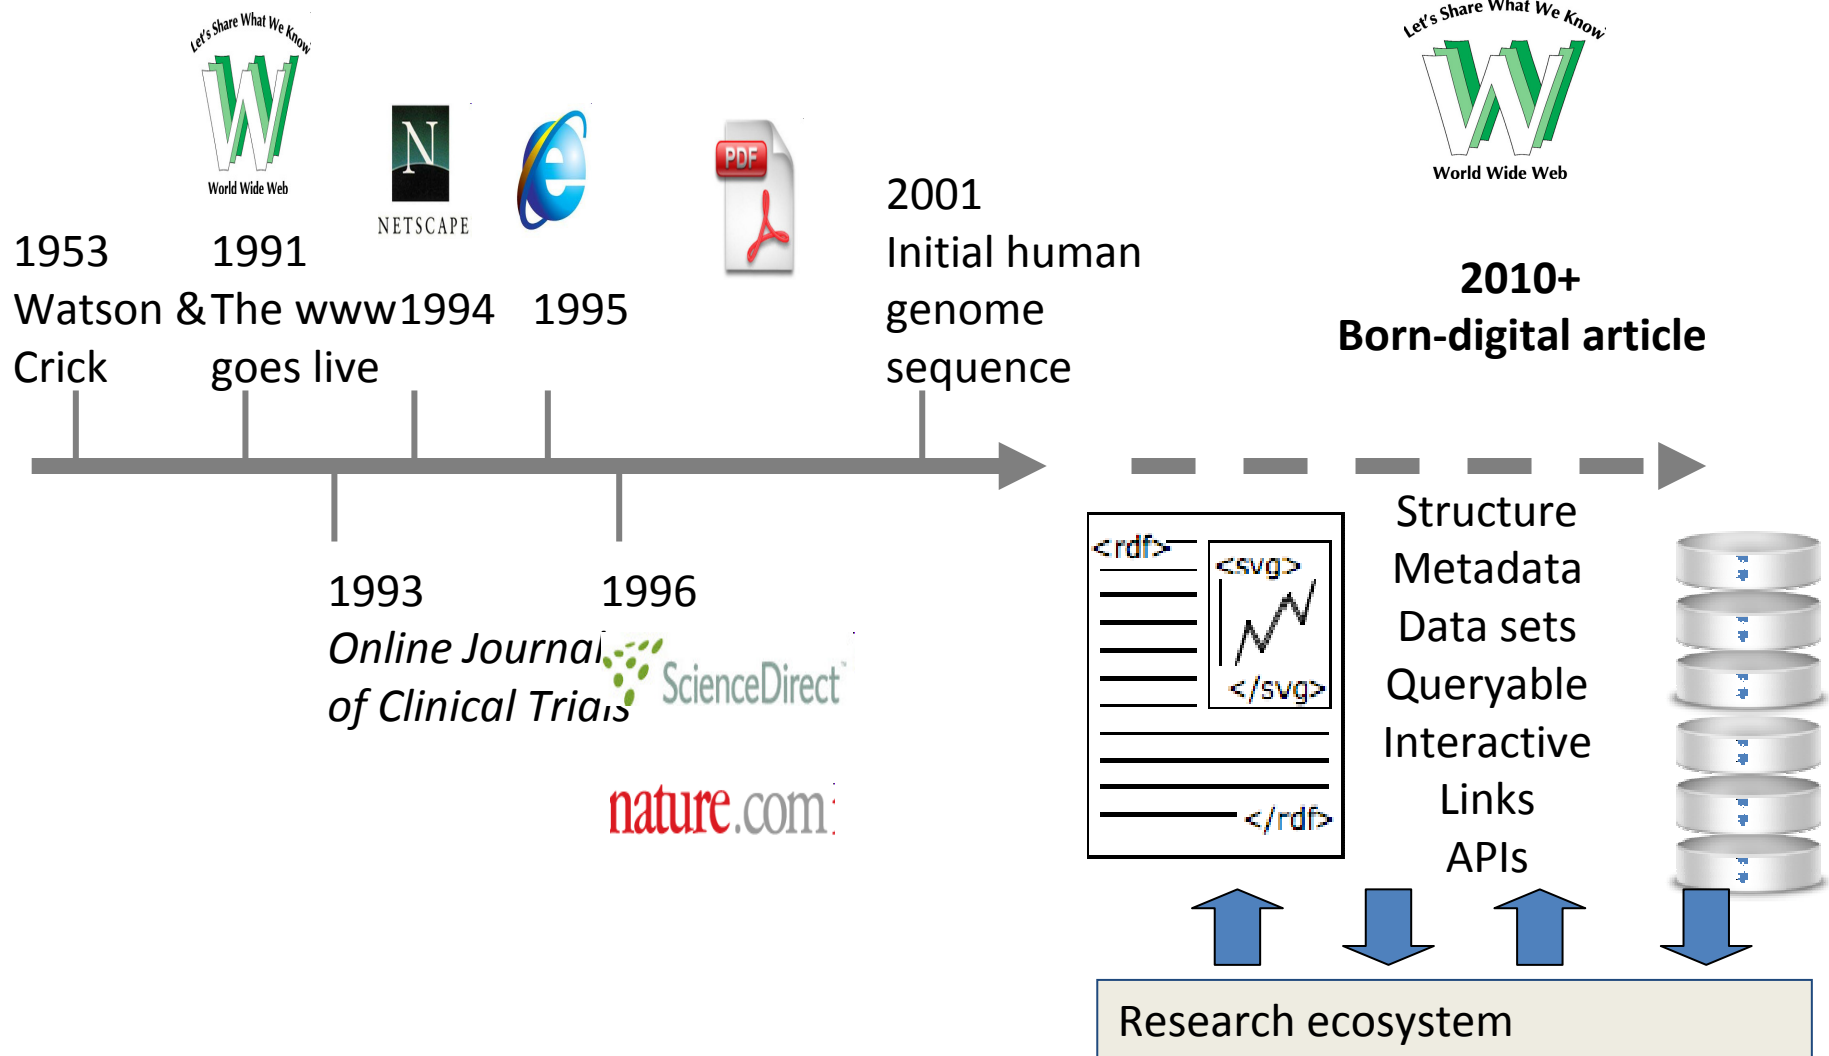 Let's Share What We Know
World Wide Web
N
NETSCAPE
e
PDF
Let's Share What We Know
World Wide Web
1953
Watson &
Crick
1991
The www
goes live
1994
1995
2001
Initial human
genome
sequence
2010+
Born-digital article
1993
Online Journal
of Clinical Trials
1996
ScienceDirect™
nature.com
<rdf>
<svg>
</svg>
</rdf>
Structure
Metadata
Data sets
Queryable
Interactive
Links
APIs
Research ecosystem